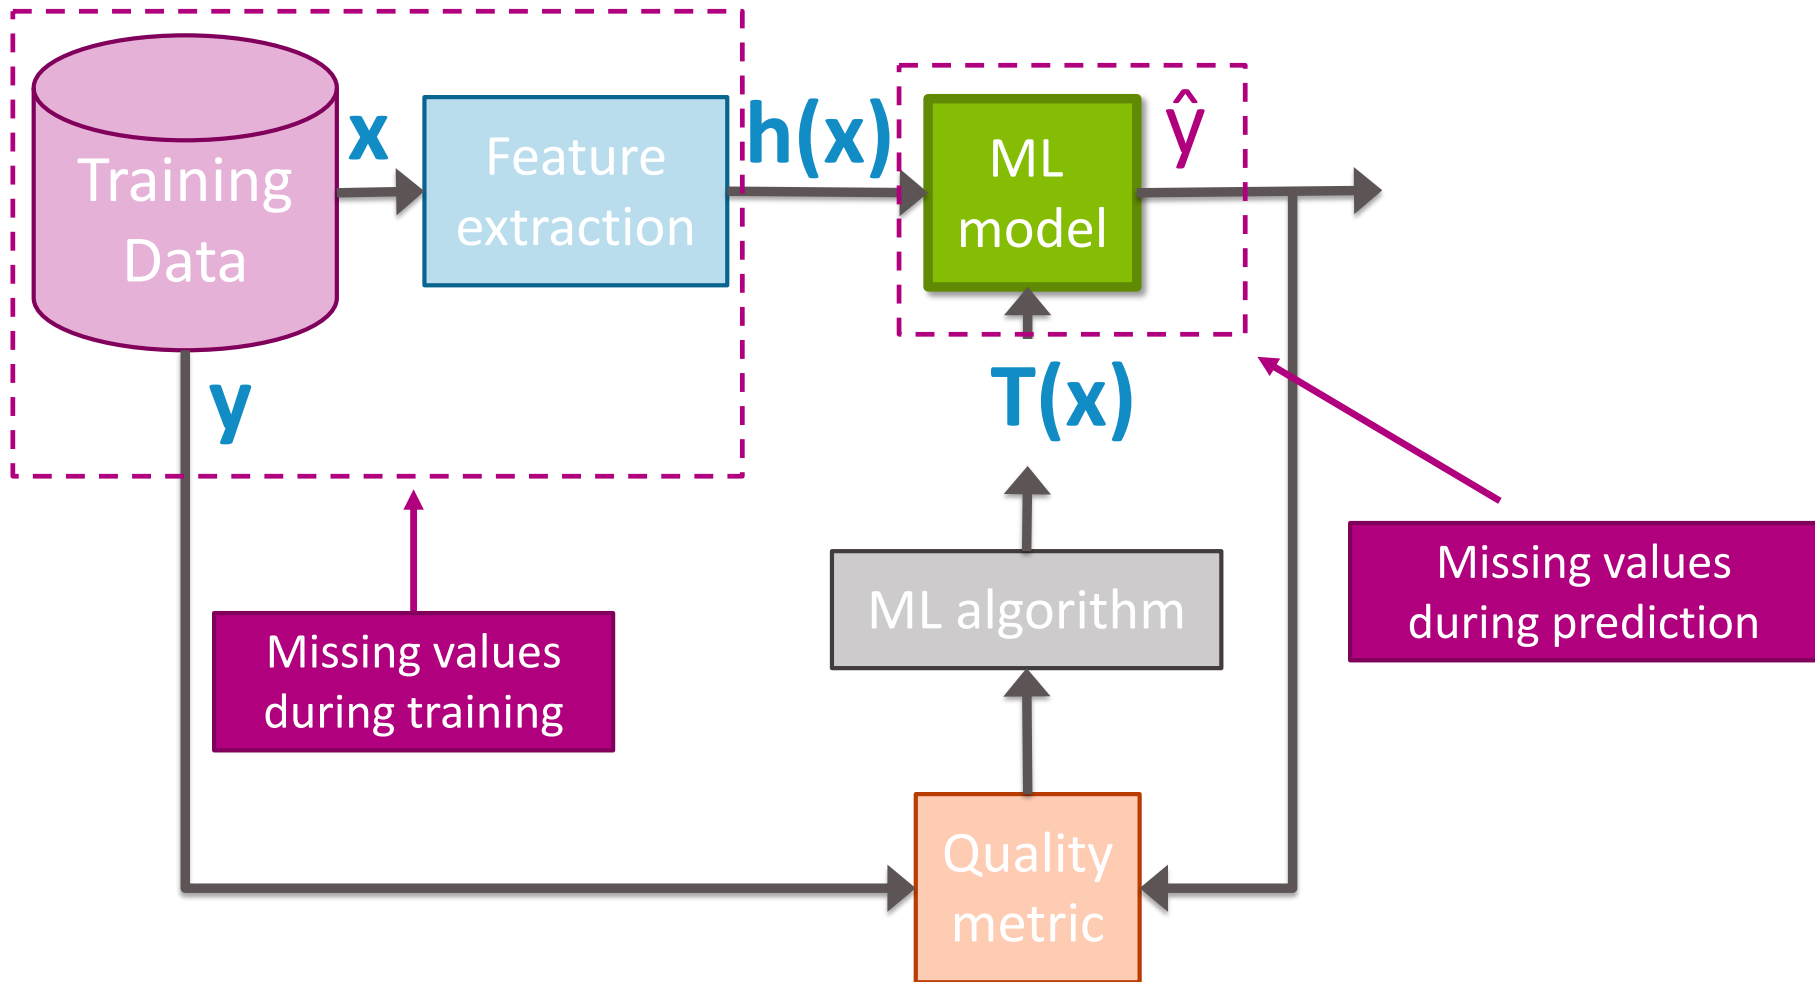 Training
Data
x
Feature
extraction
h(x)
ML
model
ŷ
y
T(x)
ML algorithm
Missing values
during training
Missing values
during prediction
Quality
metric